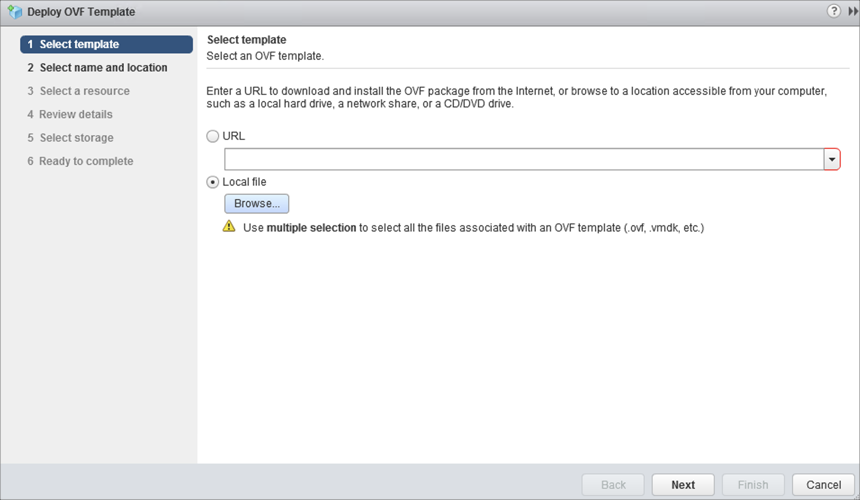 Deploy OVF Template
?
1 Select template
2 Select name and location
3 Select a resource
4 Review details
5 Select storage
6 Ready to complete
Select template
Select an OVF template.
Enter a URL to download and install the OVF package from the Internet, or browse to a location accessible from your computer,
such as a local hard drive, a network share, or a CD/DVD drive.
URL
Local file
Browse...
Use multiple selection to select all the files associated with an OVF template (.ovf, .vmdk, etc.)
Back
Next
Finish
Cancel